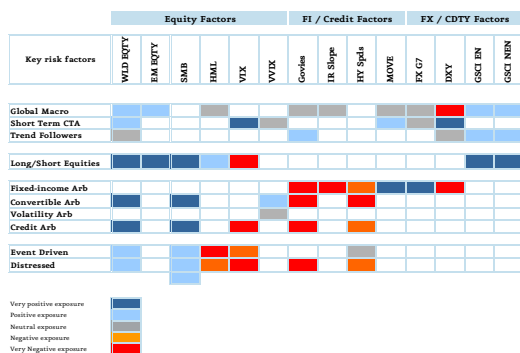 Equity Factors FI / Credit Factors FX / CDTY Factors
Key risk factors WLD EQTY EM EQTY SMB HML VIX VVIX Govies IR Slope HY Spds MOVE FX G7 DXY GSCI EN GSCI NEN
Global Macro
Short Term CTA
Trend Followers
Long/Short Equities
Fixed-income Arb
Convertible Arb
Volatility Arb
Credit Arb
Event Driven
Distressed
Very positive exposure
Positive exposure
Neutral exposure
Negative exposure
Very Negative exposure